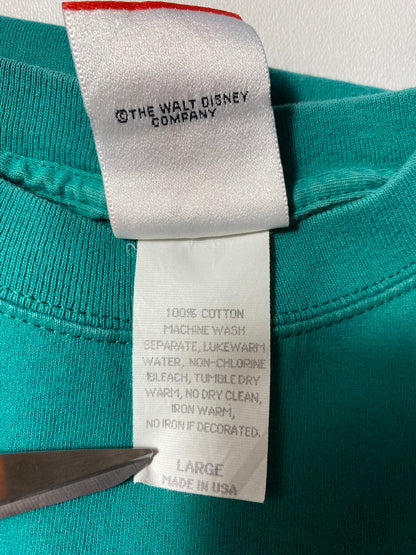 ©THE WALT DISNEY
COMPANY
100% COTTON
MACHINE WASH
SEPARATE, LUKEWARM
WATER, NON-CHLORINE
BLEACH, TUMBLE DRY
WARM, NO DRY CLEAN,
IRON WARM,
NO IRON IF DECORATED.
LARGE
MADE IN USA